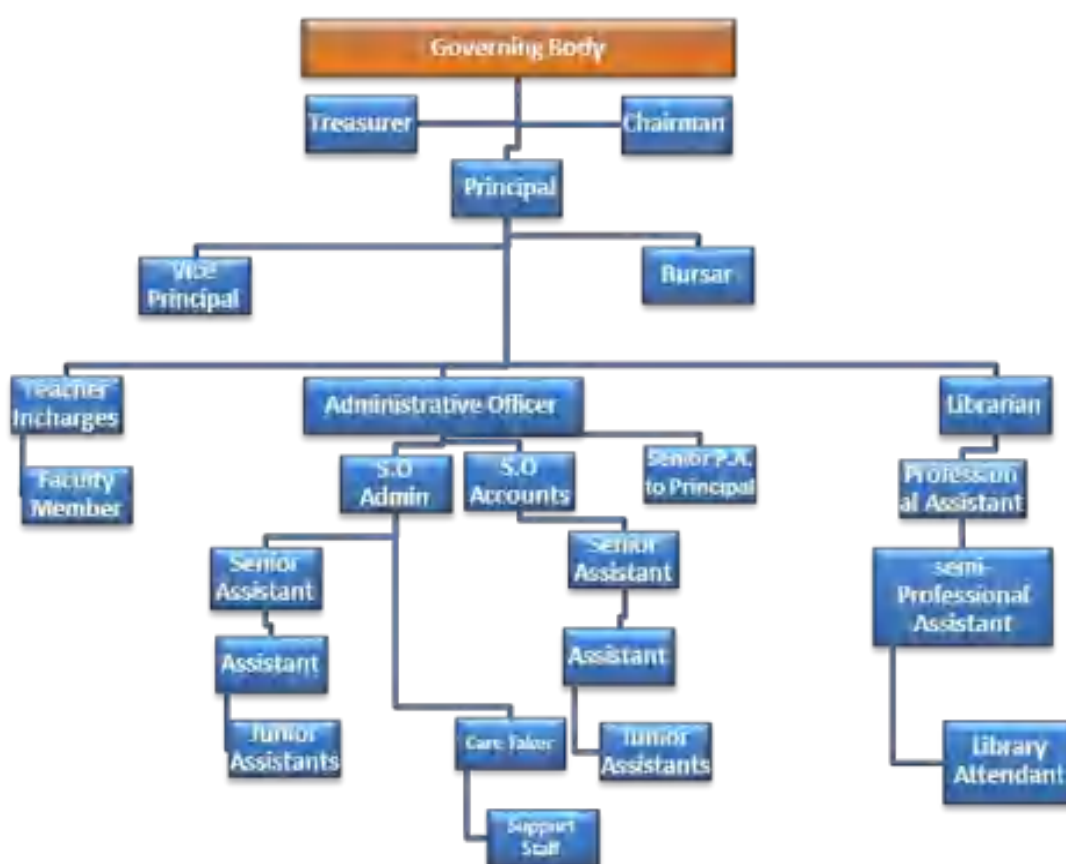 Governing Body
Treasurer
Chairman
Principal
Vice
Principal
Bursar
Teacher
Incharges
Administrative Officer
Librarian
Faculty
Member
S.O
Admin
S.O
Accounts
Senior P.A.
to Principal
Profession
al Assistant
Senior
Assistant
Senior
Assistant
semi-
Professional
Assistant
Assistant
Assistant
Junior
Assistants
Care Taker
Junior
Assistants
Library
Attendant
Support
Staff